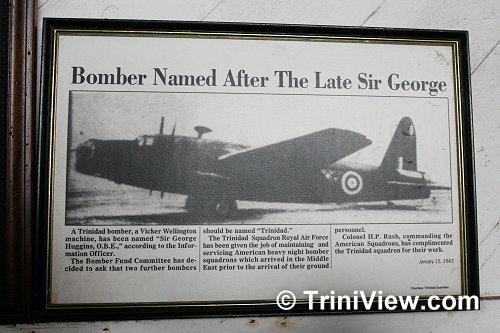 Bomber Named After The Late Sir George
A Trinidad bomber, a Vicker Wellington
machine, has been named "Sir George
Huggins, O.B.E.," according to the Infor-
mation Officer.
The Bomber Fund Committee has de-
cided to ask that two further bombers
should be named "Trinidad."
The Trinidad Squadron Royal Air Force
has been given the job of maintaining and
servicing American heavy night bomber
squadrons which arrived in the Middle
East prior to the arrival of their ground
personnel.
Colonel H.P. Rush, commanding the
American Squadrons, has complimented
the Trinidad squadron for their work.
January 15, 1943
Courtesy Trinidad Guardian
© TriniView.com ©